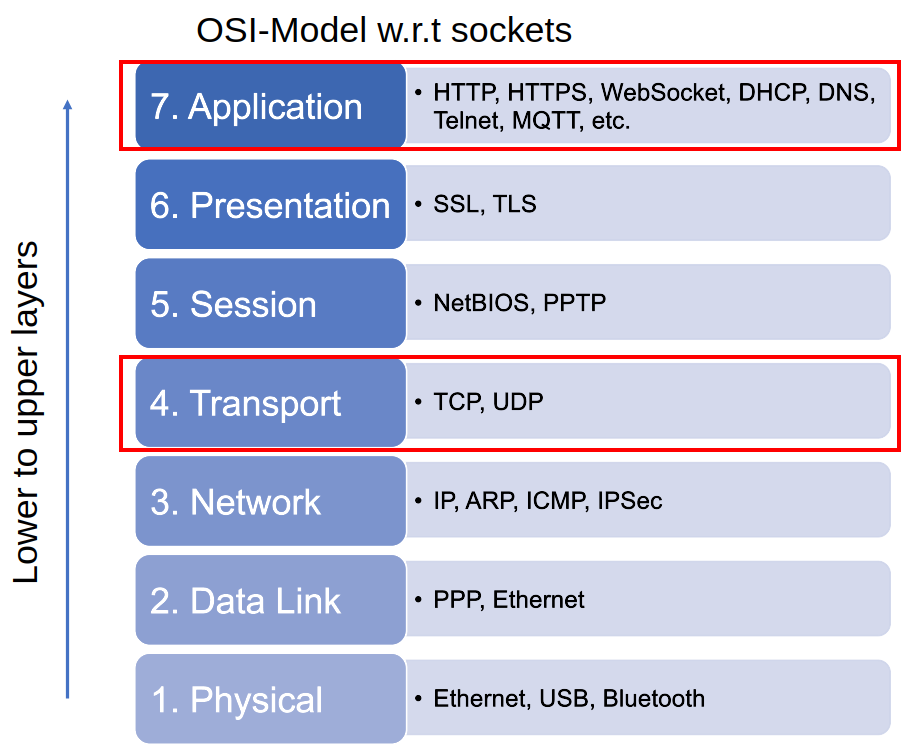 OSI-Model w.r.t sockets
Lower to upper layers
7. Application
• HTTP, HTTPS, WebSocket, DHCP, DNS,
Telnet, MQTT, etc.
6. Presentation
• SSL, TLS
5. Session
• NetBIOS, PPTP
4. Transport
• TCP, UDP
3. Network
• IP, ARP, ICMP, IPSec
2. Data Link
• PPP, Ethernet
1. Physical
• Ethernet, USB, Bluetooth